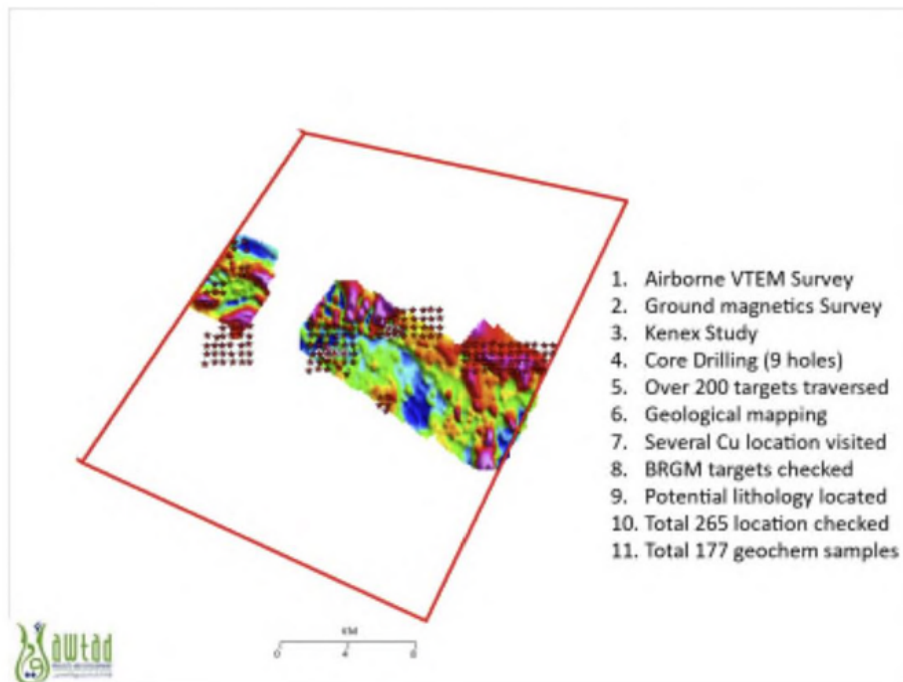 1. Airborne VTEM Survey
2. Ground magnetics Survey
3. Kenex Study
4. Core Drilling (9 holes)
5. Over 200 targets traversed
6. Geological mapping
7. Several Cu location visited
8. BRGM targets checked
9. Potential lithology located
10. Total 265 location checked
11. Total 177 geochem samples
KM
0 4 8
awtad